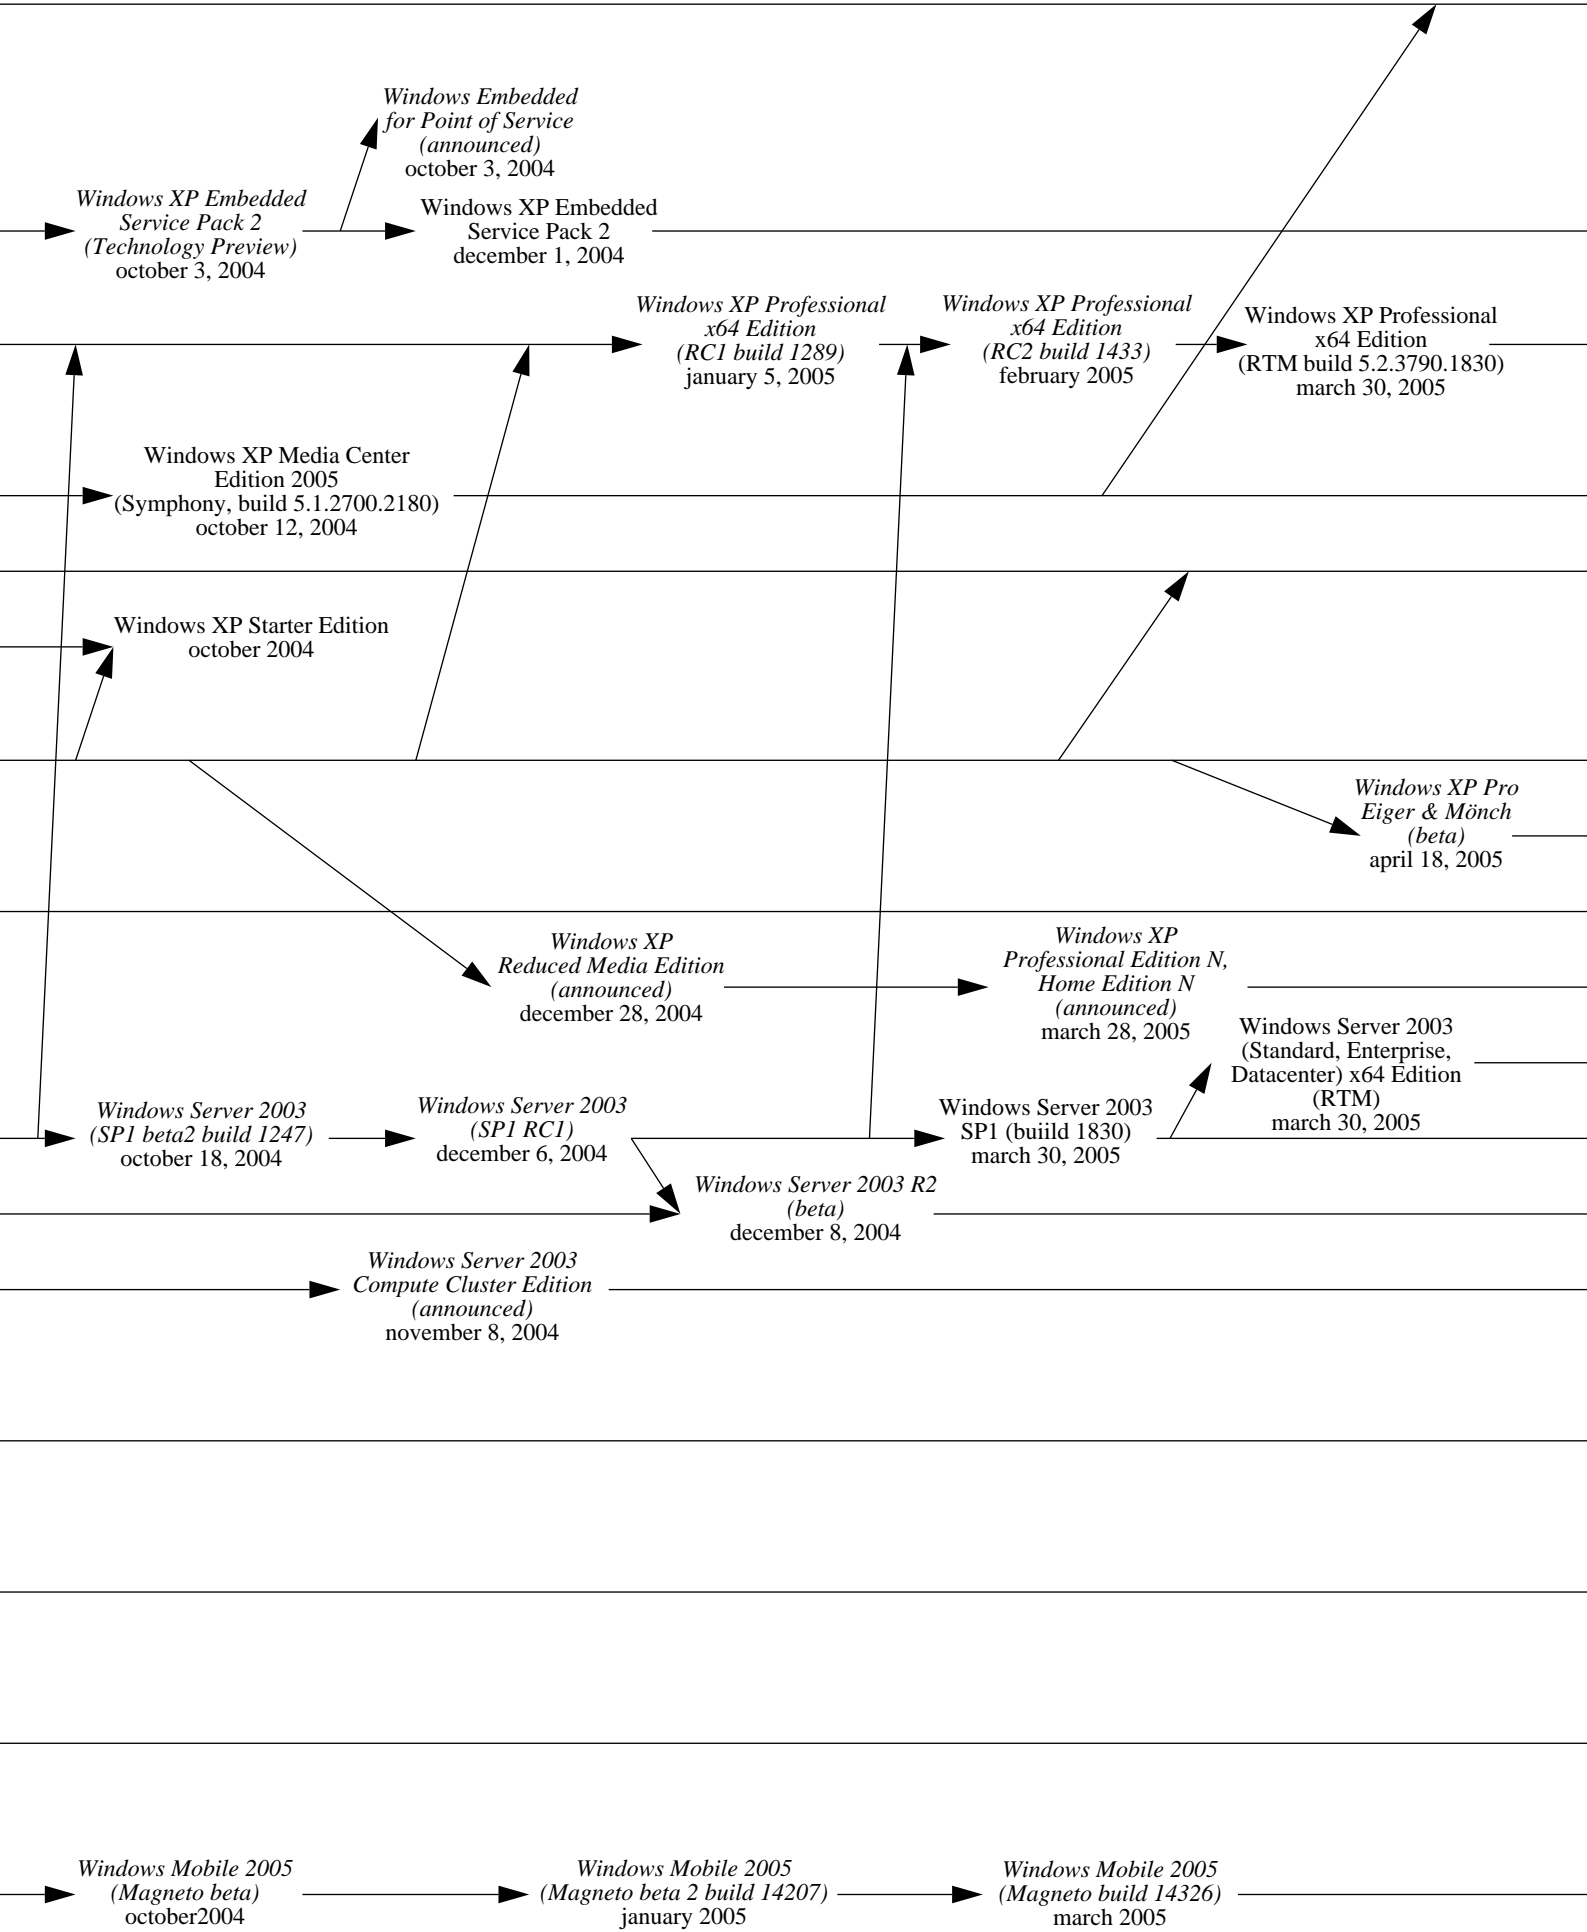 Windows Embedded
for Point of Service
(announced)
october 3, 2004
Windows XP Embedded
Service Pack 2
(Technology Preview)
october 3, 2004
Windows XP Embedded
Service Pack 2
december 1, 2004
Windows XP Professional
x64 Edition
(RC1 build 1289)
january 5, 2005
Windows XP Professional
x64 Edition
(RC2 build 1433)
february 2005
Windows XP Professional
x64 Edition
(RTM build 5.2.3790.1830)
march 30, 2005
Windows XP Media Center
Edition 2005
(Symphony, build 5.1.2700.2180)
october 12, 2004
Windows XP Starter Edition
october 2004
Windows XP Pro
Eiger & Mönch
(beta)
april 18, 2005
Windows XP
Reduced Media Edition
(announced)
december 28, 2004
Windows XP
Professional Edition N,
Home Edition N
(announced)
march 28, 2005
Windows Server 2003
(Standard, Enterprise,
Datacenter) x64 Edition
(RTM)
march 30, 2005
Windows Server 2003
(SP1 beta2 build 1247)
october 18, 2004
Windows Server 2003
(SP1 RC1)
december 6, 2004
Windows Server 2003
SP1 (buiild 1830)
march 30, 2005
Windows Server 2003 R2
(beta)
december 8, 2004
Windows Server 2003
Compute Cluster Edition
(announced)
november 8, 2004
Windows Mobile 2005
(Magneto beta)
october2004
Windows Mobile 2005
(Magneto beta 2 build 14207)
january 2005
Windows Mobile 2005
(Magneto build 14326)
march 2005